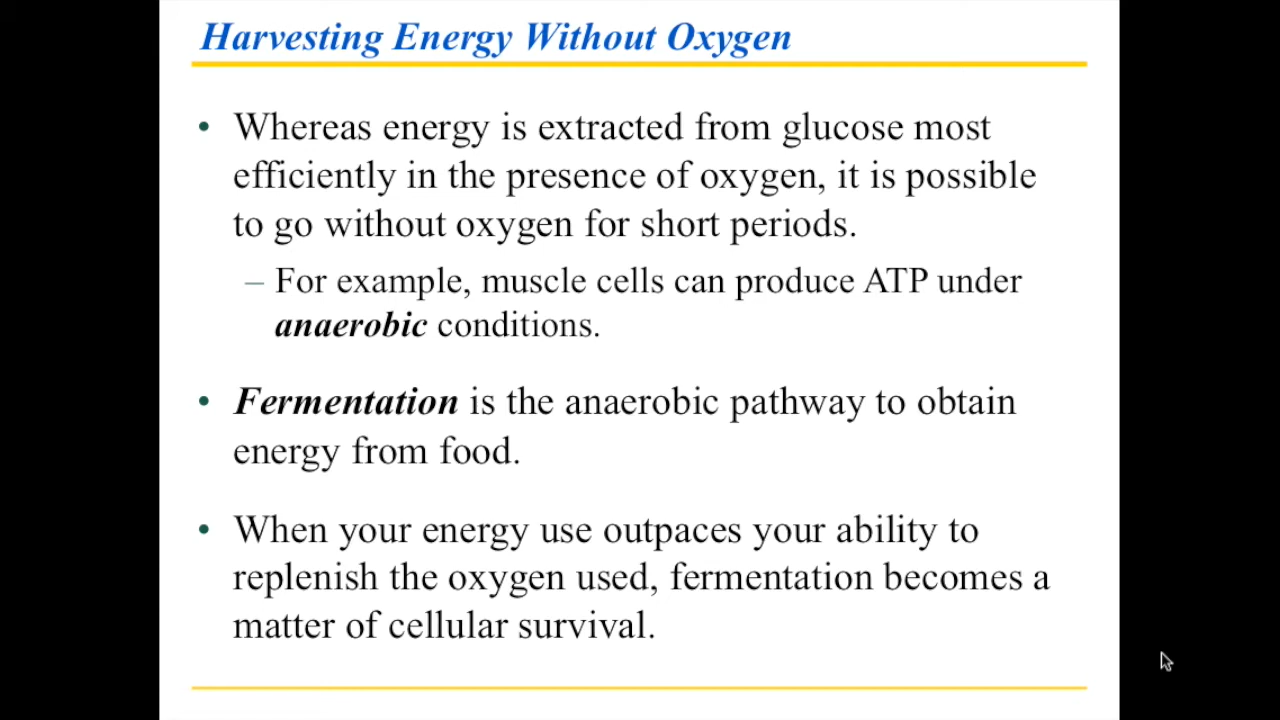 Harvesting Energy Without Oxygen
• Whereas energy is extracted from glucose most
efficiently in the presence of oxygen, it is possible
to go without oxygen for short periods.
– For example, muscle cells can produce ATP under
anaerobic conditions.
• Fermentation is the anaerobic pathway to obtain
energy from food.
• When your energy use outpaces your ability to
replenish the oxygen used, fermentation becomes a
matter of cellular survival.